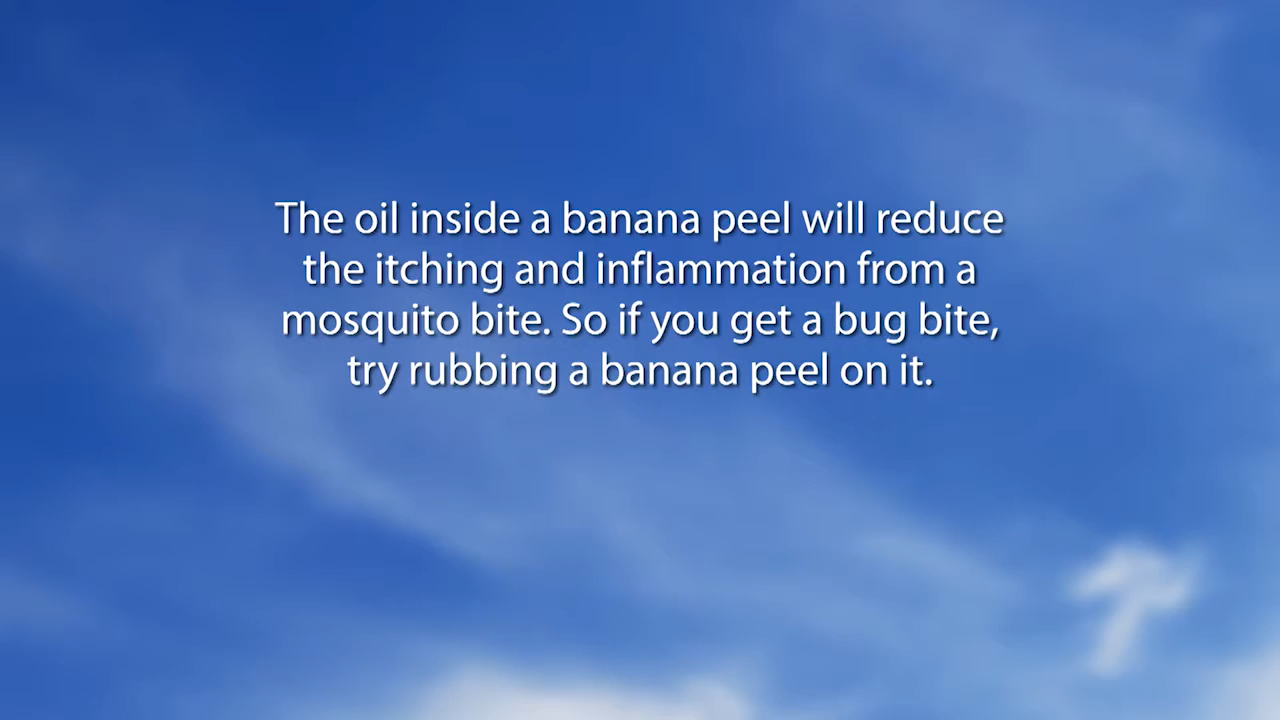 The oil inside a banana peel will reduce
the itching and inflammation from a
mosquito bite. So if you get a bug bite,
try rubbing a banana peel on it.